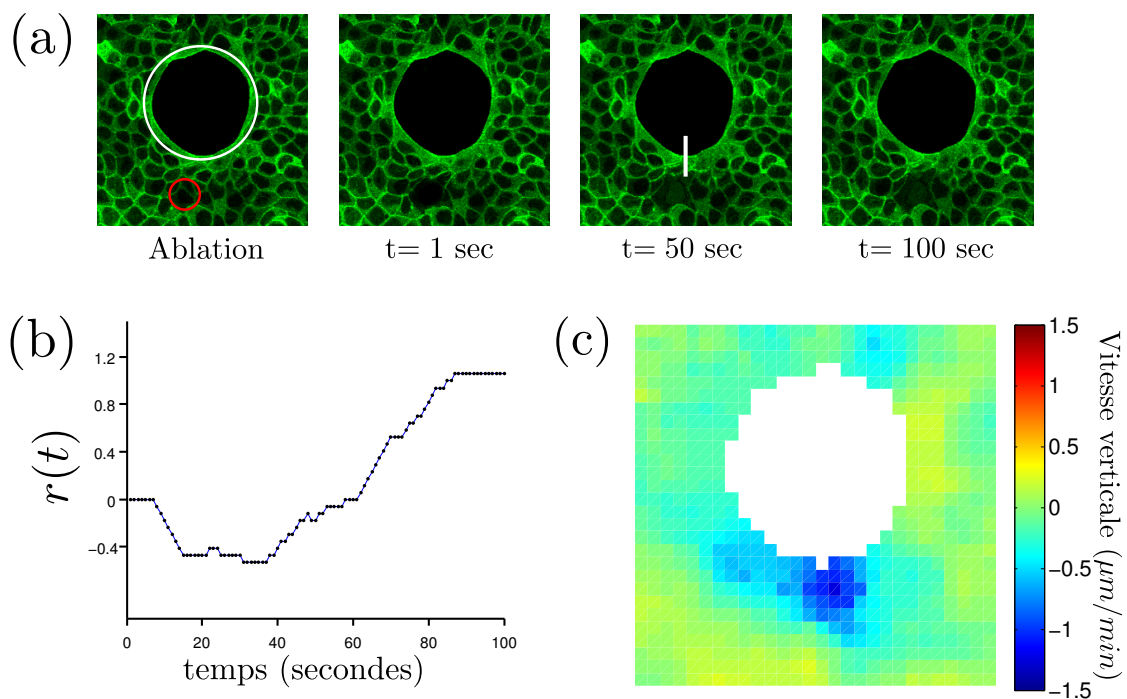 (a)
Ablation
t= 1 sec
t= 50 sec
t= 100 sec
(b)
r(t)
1.2
0.8
0.4
0
−0.4
0 20 40 60 80 100
temps (secondes)
(c)
1.5
1
0.5
0
−0.5
−1
−1.5
Vitesse verticale (μm/min)